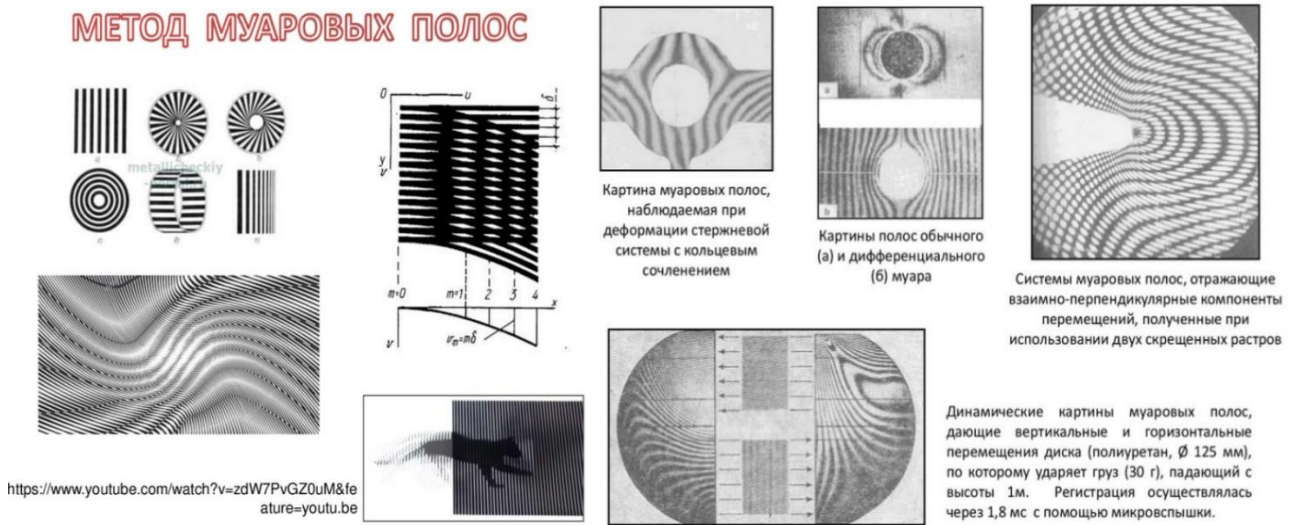 МЕТОД МУАРОВЫХ ПОЛОС
metallicheckiy
0
u
δ
y
v
m=0
m=1
2
3
4
x
v
vₘ=mδ
https://www.youtube.com/watch?v=zdW7PvGZ0uM&fe
ature=youtu.be
Картина муаровых полос,
наблюдаемая при
деформации стержневой
системы с кольцевым
сочленением
a
b
Картины полос обычного
(а) и дифференциального
(б) муара
Системы муаровых полос, отражающие
взаимно-перпендикулярные компоненты
перемещений, полученные при
использовании двух скрещенных растров
Динамические картины муаровых полос,
дающие вертикальные и горизонтальные
перемещения диска (полиуретан, Ø 125 мм),
по которому ударяет груз (30 г), падающий с
высоты 1м. Регистрация осуществлялась
через 1,8 мс с помощью микровспышки.